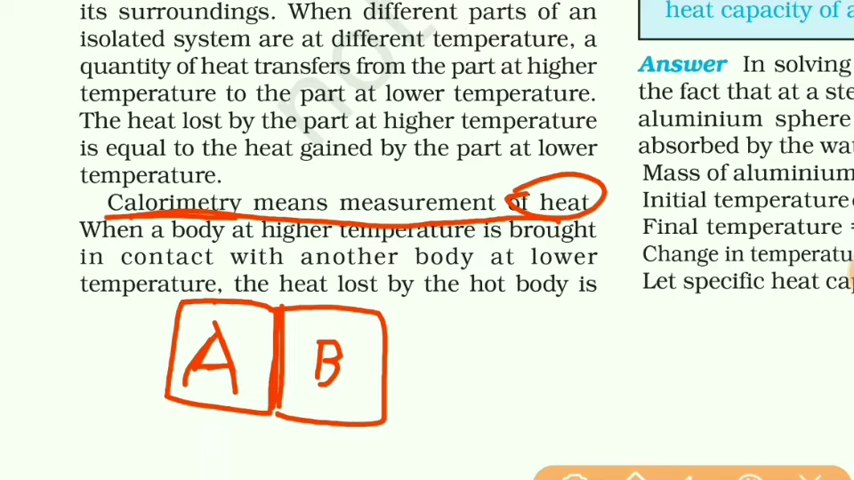 its surroundings. When different parts of an
isolated system are at different temperature, a
quantity of heat transfers from the part at higher
temperature to the part at lower temperature.
The heat lost by the part at higher temperature
is equal to the heat gained by the part at lower
temperature.
Calorimetry means measurement of heat
When a body at higher temperature is brought
in contact with another body at lower
temperature, the heat lost by the hot body is
A B
heat capacity of a
Answer In solving
the fact that at a ste
aluminium sphere
absorbed by the wa
Mass of aluminium
Initial temperature
Final temperature =
Change in temperatu
Let specific heat cap
not